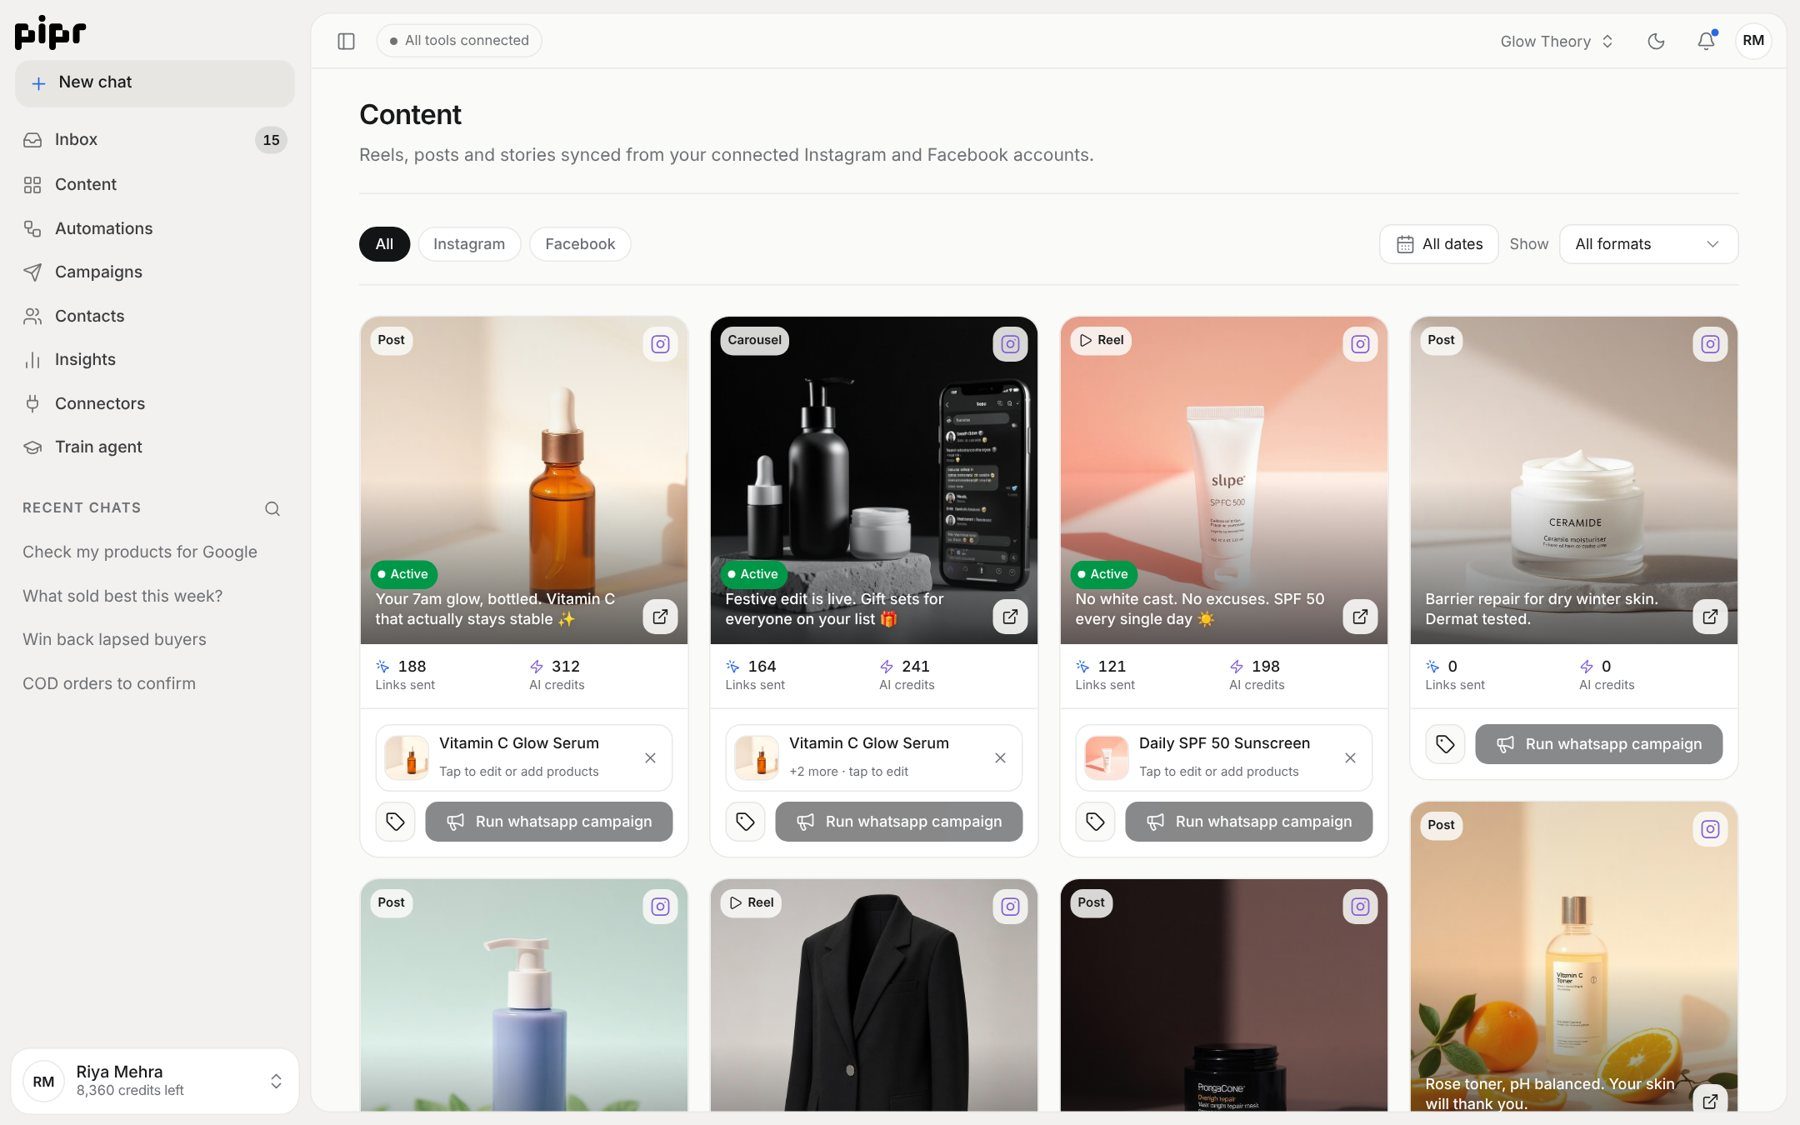 pipr
New chat
Inbox 15
Content
Automations
Campaigns
Contacts
Insights
Connectors
Train agent
RECENT CHATS
Check my products for Google
What sold best this week?
Win back lapsed buyers
COD orders to confirm
RM
Riya Mehra
8,360 credits left
All tools connected
Glow Theory
RM
Content
Reels, posts and stories synced from your connected Instagram and Facebook accounts.
All Instagram Facebook
All dates Show All formats
Post
Active
Your 7am glow, bottled. Vitamin C
that actually stays stable ✨
188 312
Links sent AI credits
Vitamin C Glow Serum
Tap to edit or add products
Run whatsapp campaign
Carousel
Active
Festive edit is live. Gift sets for
everyone on your list 🎁
164 241
Links sent AI credits
Vitamin C Glow Serum
+2 more · tap to edit
Run whatsapp campaign
Reel
slıpe
SPFC 500
Active
No white cast. No excuses. SPF 50
every single day ☀️
121 198
Links sent AI credits
Daily SPF 50 Sunscreen
Tap to edit or add products
Run whatsapp campaign
Post
CERAMIDE
Ceramie moisturiser
Barrier repair for dry winter skin.
Dermat tested.
0 0
Links sent AI credits
Run whatsapp campaign
Post
Reel
Post
ProngaCONE
Post
Vitamin C
Toner
Rose toner, pH balanced. Your skin
will thank you.